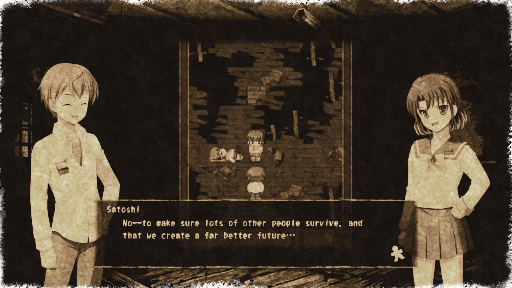 Satoshi
No--to make sure lots of other people survive, and
that we create a far better future...